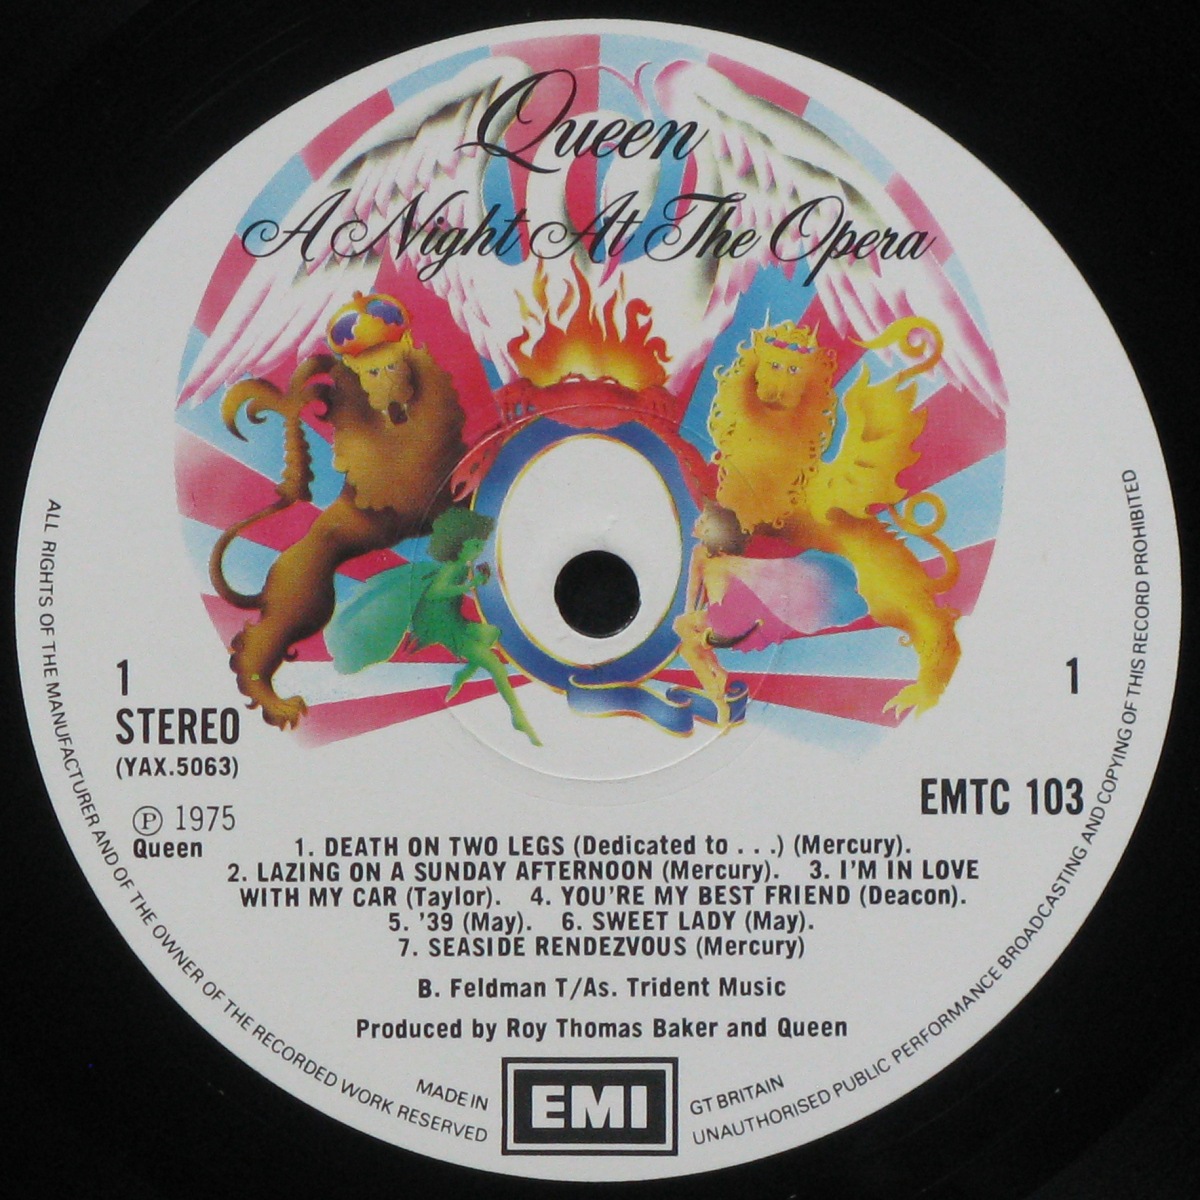 Queen
A Night At The Opera
1
STEREO
(YAX.5063)
℗ 1975
Queen
1
EMTC 103
1. DEATH ON TWO LEGS (Dedicated to . . .) (Mercury).
2. LAZING ON A SUNDAY AFTERNOON (Mercury). 3. I'M IN LOVE
WITH MY CAR (Taylor). 4. YOU'RE MY BEST FRIEND (Deacon).
5. '39 (May). 6. SWEET LADY (May).
7. SEASIDE RENDEZVOUS (Mercury)
B. Feldman T/As. Trident Music
Produced by Roy Thomas Baker and Queen
MADE IN
EMI
GT BRITAIN
ALL RIGHTS OF THE MANUFACTURER AND OF THE OWNER OF THE RECORDED WORK RESERVED
UNAUTHORISED PUBLIC PERFORMANCE BROADCASTING AND COPYING OF THIS RECORD PROHIBITED